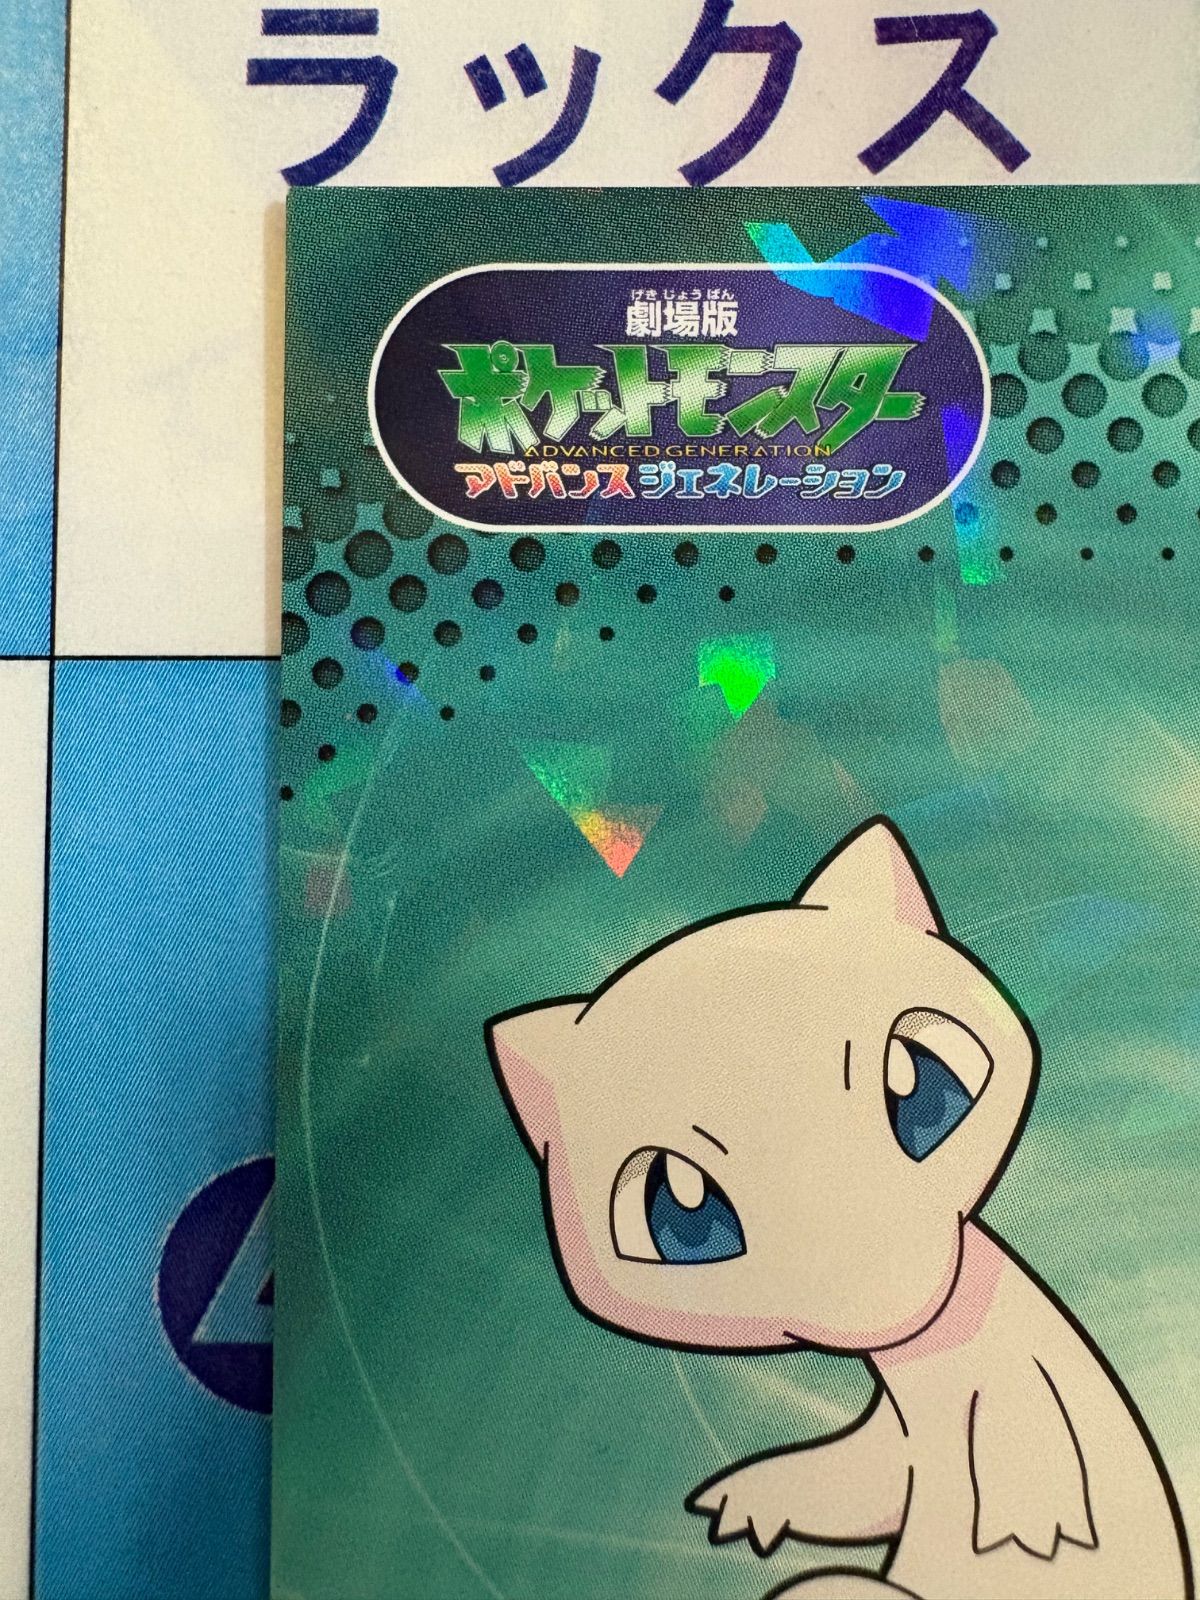 ラックス
げきじょうばん
劇場版
ポケットモンスター
ADVANCED GENERATION
アドバンスジェネレーション